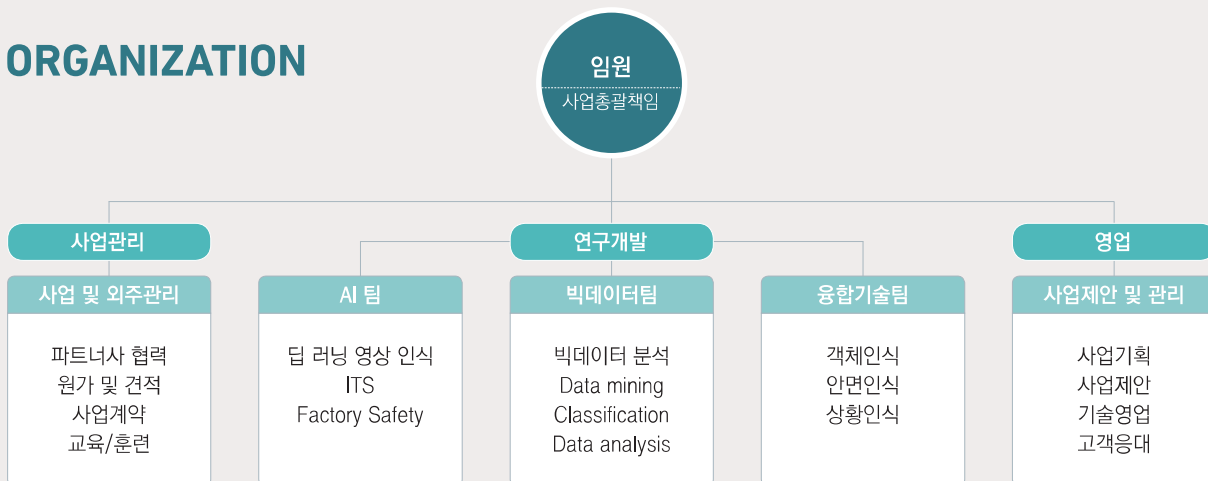 ORGANIZATION
임원
사업총괄책임
사업관리
연구개발
영업
사업 및 외주관리
파트너사 협력
원가 및 견적
사업계약
교육/훈련
AI 팀
딥 러닝 영상 인식
ITS
Factory Safety
빅데이터팀
빅데이터 분석
Data mining
Classification
Data analysis
융합기술팀
객체인식
안면인식
상황인식
사업제안 및 관리
사업기획
사업제안
기술영업
고객응대